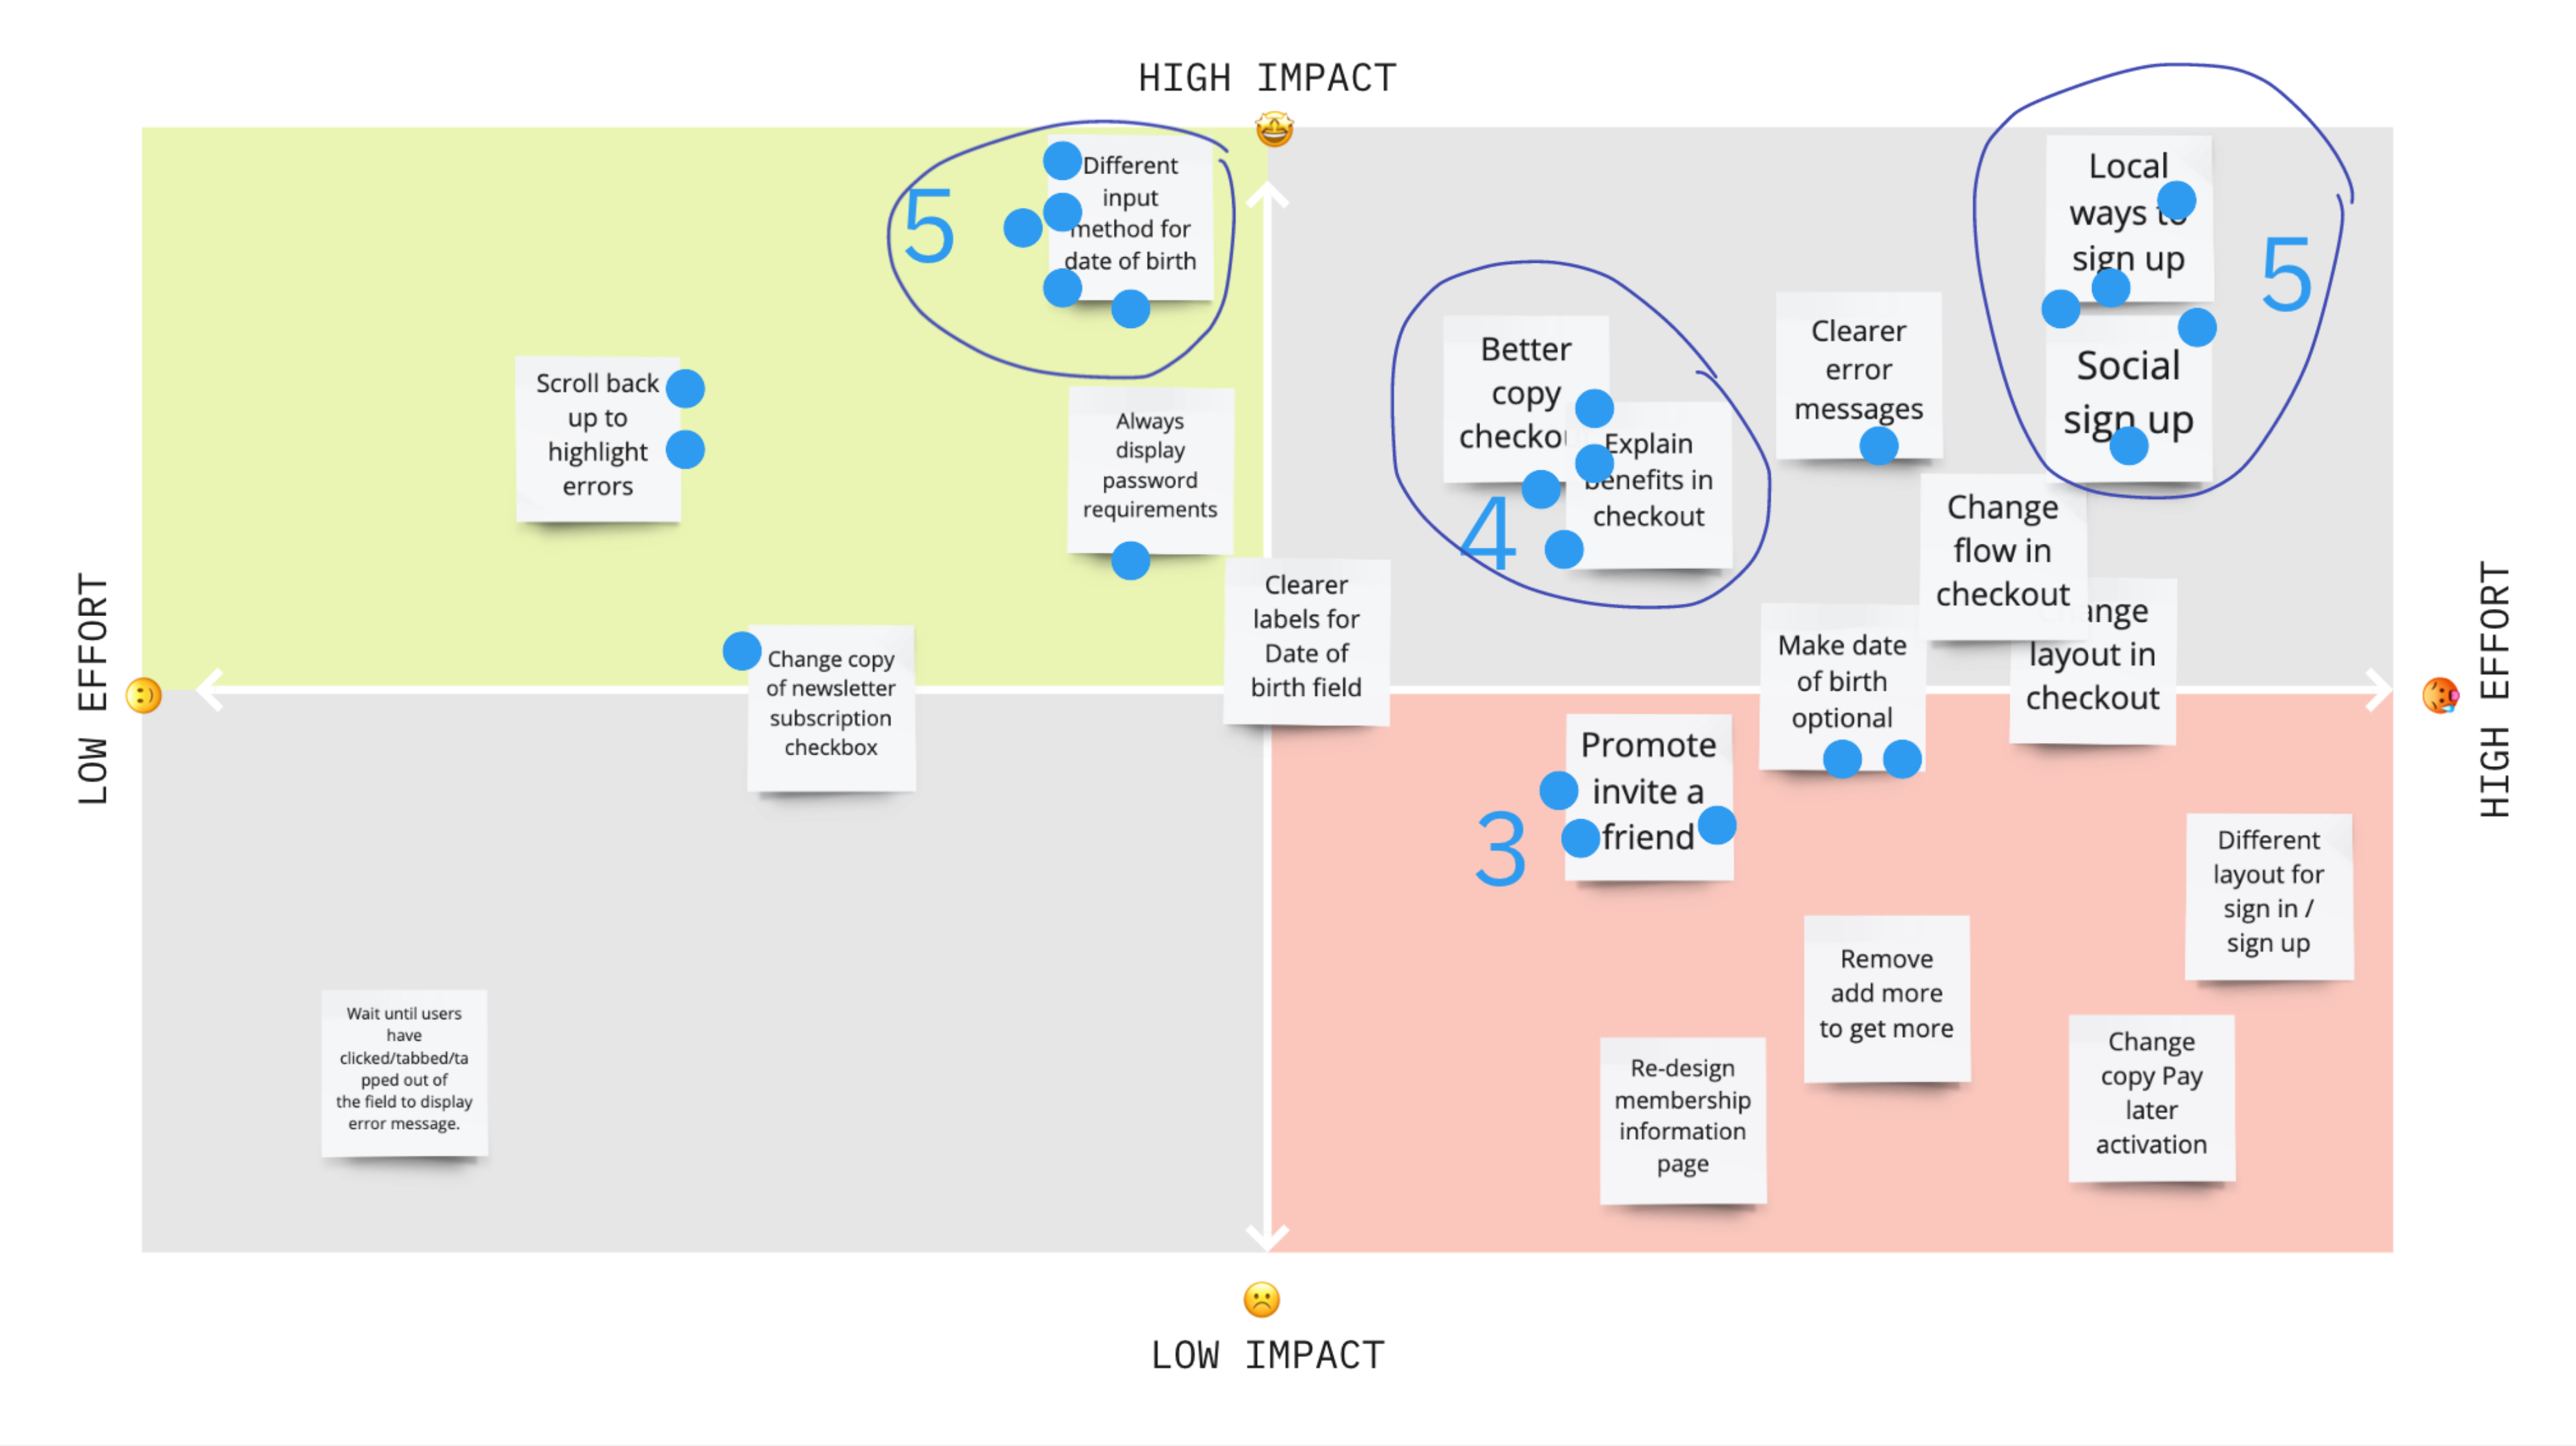 HIGH IMPACT
5
Different
input
method for
date of birth
Local
ways to
sign up
5
Social
sign up
Better
copy
Explain
benefits in
checkout
4
Clearer
error
messages
Scroll back
up to
highlight
errors
Always
display
password
requirements
Change
flow in
checkout
layout in
checkout
Clearer
labels for
Date of
birth field
Make date
of birth
optional
LOW EFFORT
HIGH EFFORT
Change copy
of newsletter
subscription
checkbox
Promote
invite a
friend
3
Different
layout for
sign in /
sign up
Remove
add more
to get more
Wait until users
have
clicked/tabbed/ta
pped out of
the field to display
error message.
Re-design
membership
information
page
Change
copy Pay
later
activation
LOW IMPACT